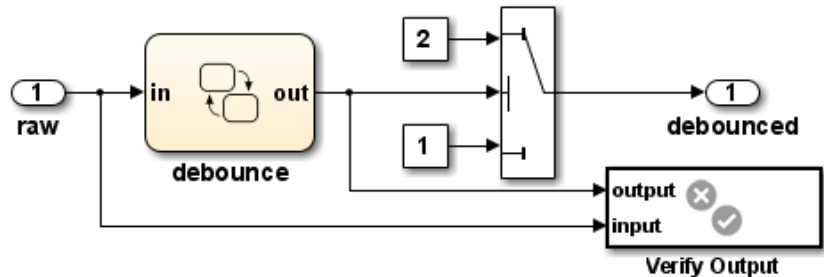 1
raw
in
out
debounce
2
1
1
debounced
output
input
Verify Output